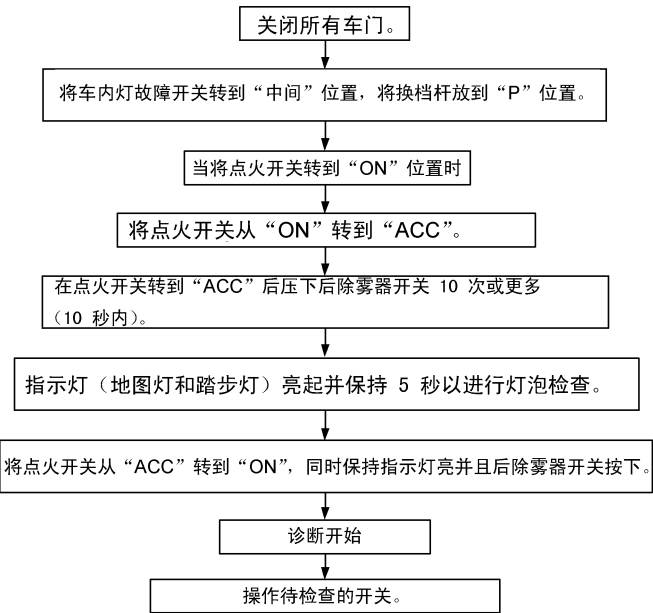 关闭所有车门。
将车内灯故障开关转到“中间”位置，将换档杆放到“P”位置。
当将点火开关转到“ON”位置时
将点火开关从“ON”转到“ACC”。
在点火开关转到“ACC”后压下后除雾器开关 10 次或更多
（10 秒内）。
指示灯（地图灯和踏步灯）亮起并保持 5 秒以进行灯泡检查。
将点火开关从“ACC”转到“ON”，同时保持指示灯亮并且后除雾器开关按下。
诊断开始
操作待检查的开关。